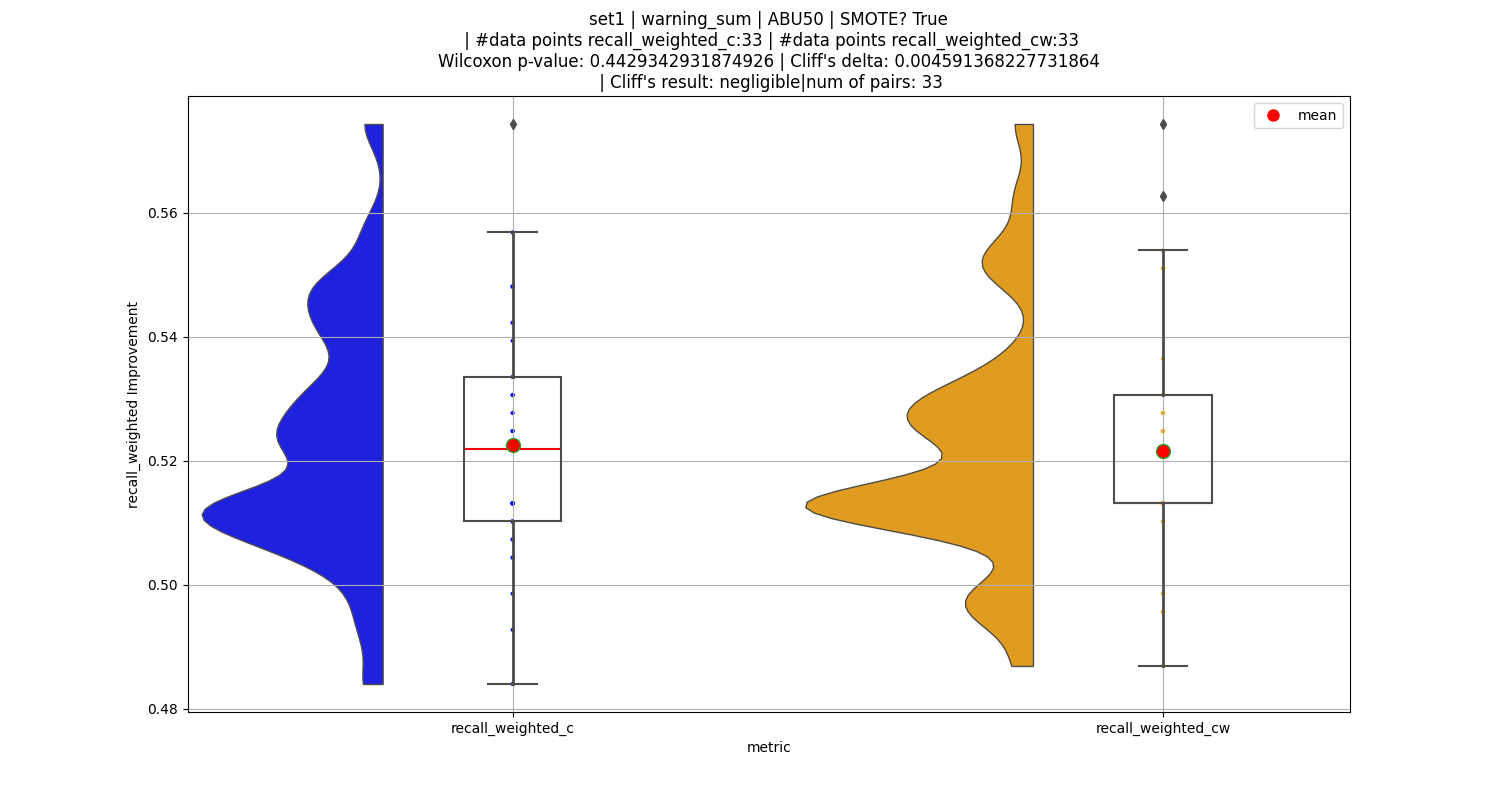 set1 | warning_sum | ABU50 | SMOTE? True
| #data points recall_weighted_c:33 | #data points recall_weighted_cw:33
Wilcoxon p-value: 0.4429342931874926 | Cliff's delta: 0.004591368227731864
| Cliff's result: negligible|num of pairs: 33
mean
recall_weighted Improvement
0.56
0.54
0.52
0.50
0.48
recall_weighted_c
recall_weighted_cw
metric